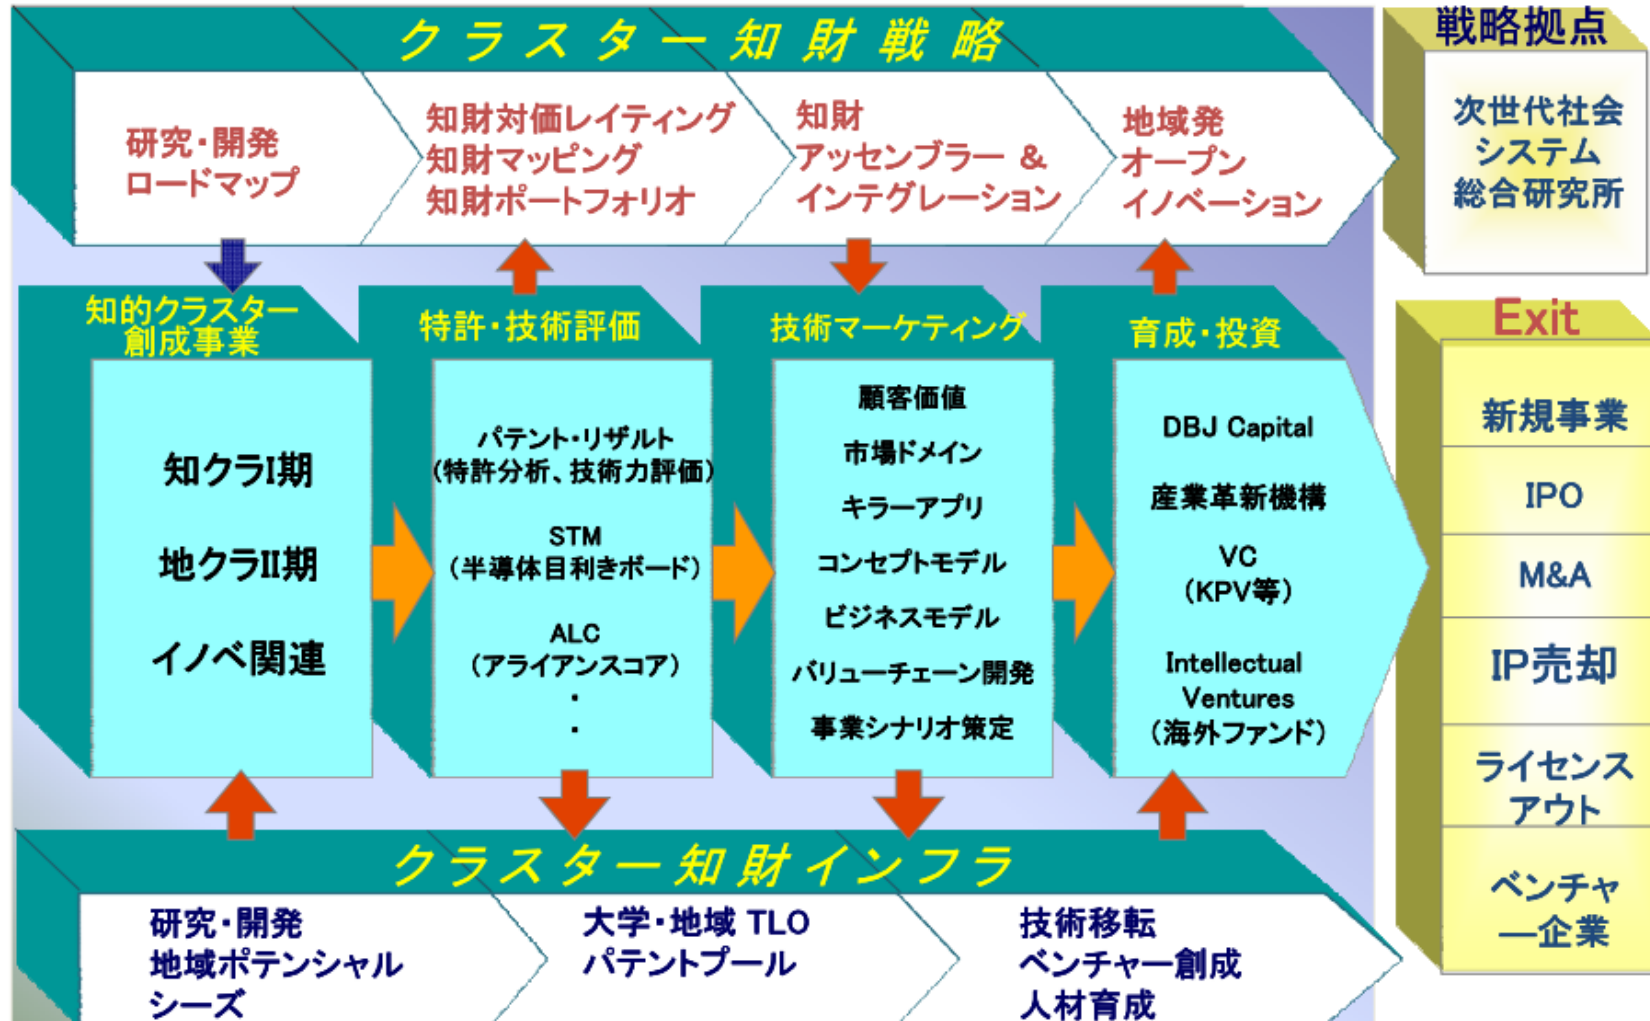 クラスター知財戦略
研究・開発
ロードマップ
知財対価レイティング
知財マッピング
知財ポートフォリオ
知財
アッセンブラー &
インテグレーション
地域発
オープン
イノベーション
戦略拠点
次世代社会
システム
総合研究所
知的クラスター
創成事業
知クラI期
地クラII期
イノベ関連
特許・技術評価
パテント・リザルト
(特許分析、技術力評価)
STM
(半導体目利きボード)
ALC
(アライアンスコア)
・
・
技術マーケティング
顧客価値
市場ドメイン
キラーアプリ
コンセプトモデル
ビジネスモデル
バリューチェーン開発
事業シナリオ策定
育成・投資
DBJ Capital
産業革新機構
VC
(KPV等)
Intellectual
Ventures
(海外ファンド)
Exit
新規事業
IPO
M&A
IP売却
ライセンス
アウト
ベンチャ
ー企業
クラスター知財インフラ
研究・開発
地域ポテンシャル
シーズ
大学・地域 TLO
パテントプール
技術移転
ベンチャー創成
人材育成